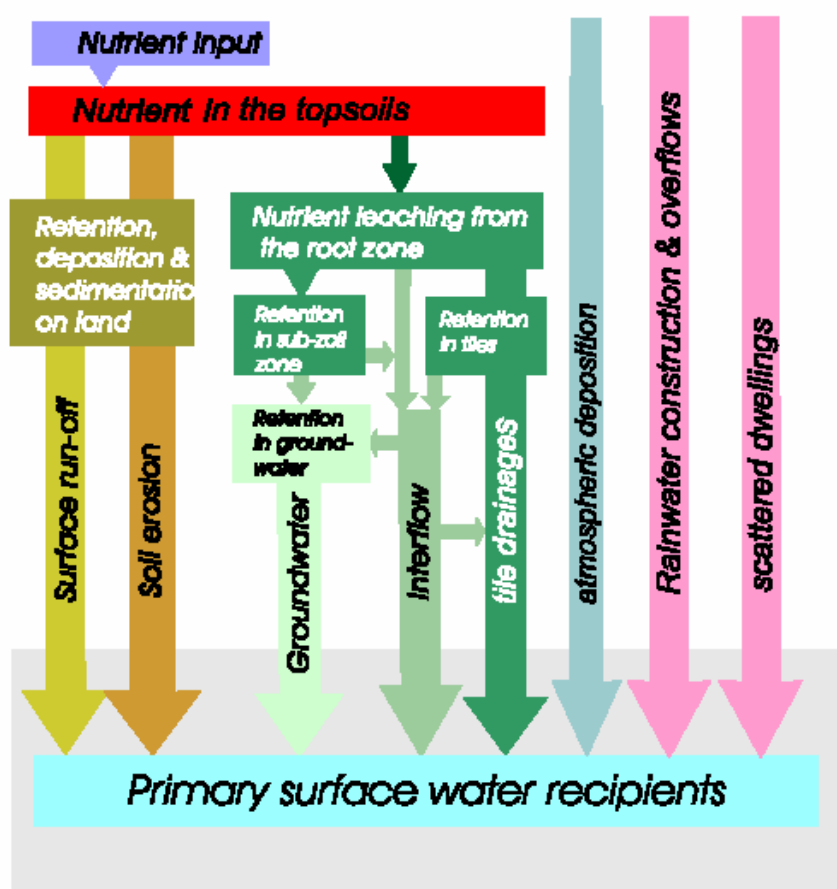 Nutrient input
Nutrient in the topsoils
Retention,
deposition &
sedimentatio
on land
Nutrient leaching from
the root zone
Retention
in sub-zoil
zone
Retention
in tiles
Retention
in ground-
water
Surface run-off
Soil erosion
Groundwater
Interflow
tile drainages
atmospheric deposition
Rainwater construction & overflows
scattered dwellings
Primary surface water recipients